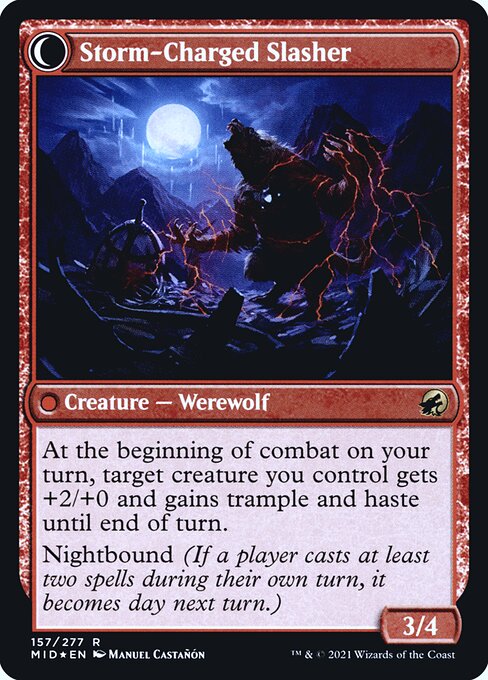 Storm-Charged Slasher
Creature — Werewolf
At the beginning of combat on your
turn, target creature you control gets
+2/+0 and gains trample and haste
until end of turn.
Nightbound (If a player casts at least
two spells during their own turn, it
becomes day next turn.)
3/4
157/277 R
MID★EN Manuel Castañón
™ & © 2021 Wizards of the Coast